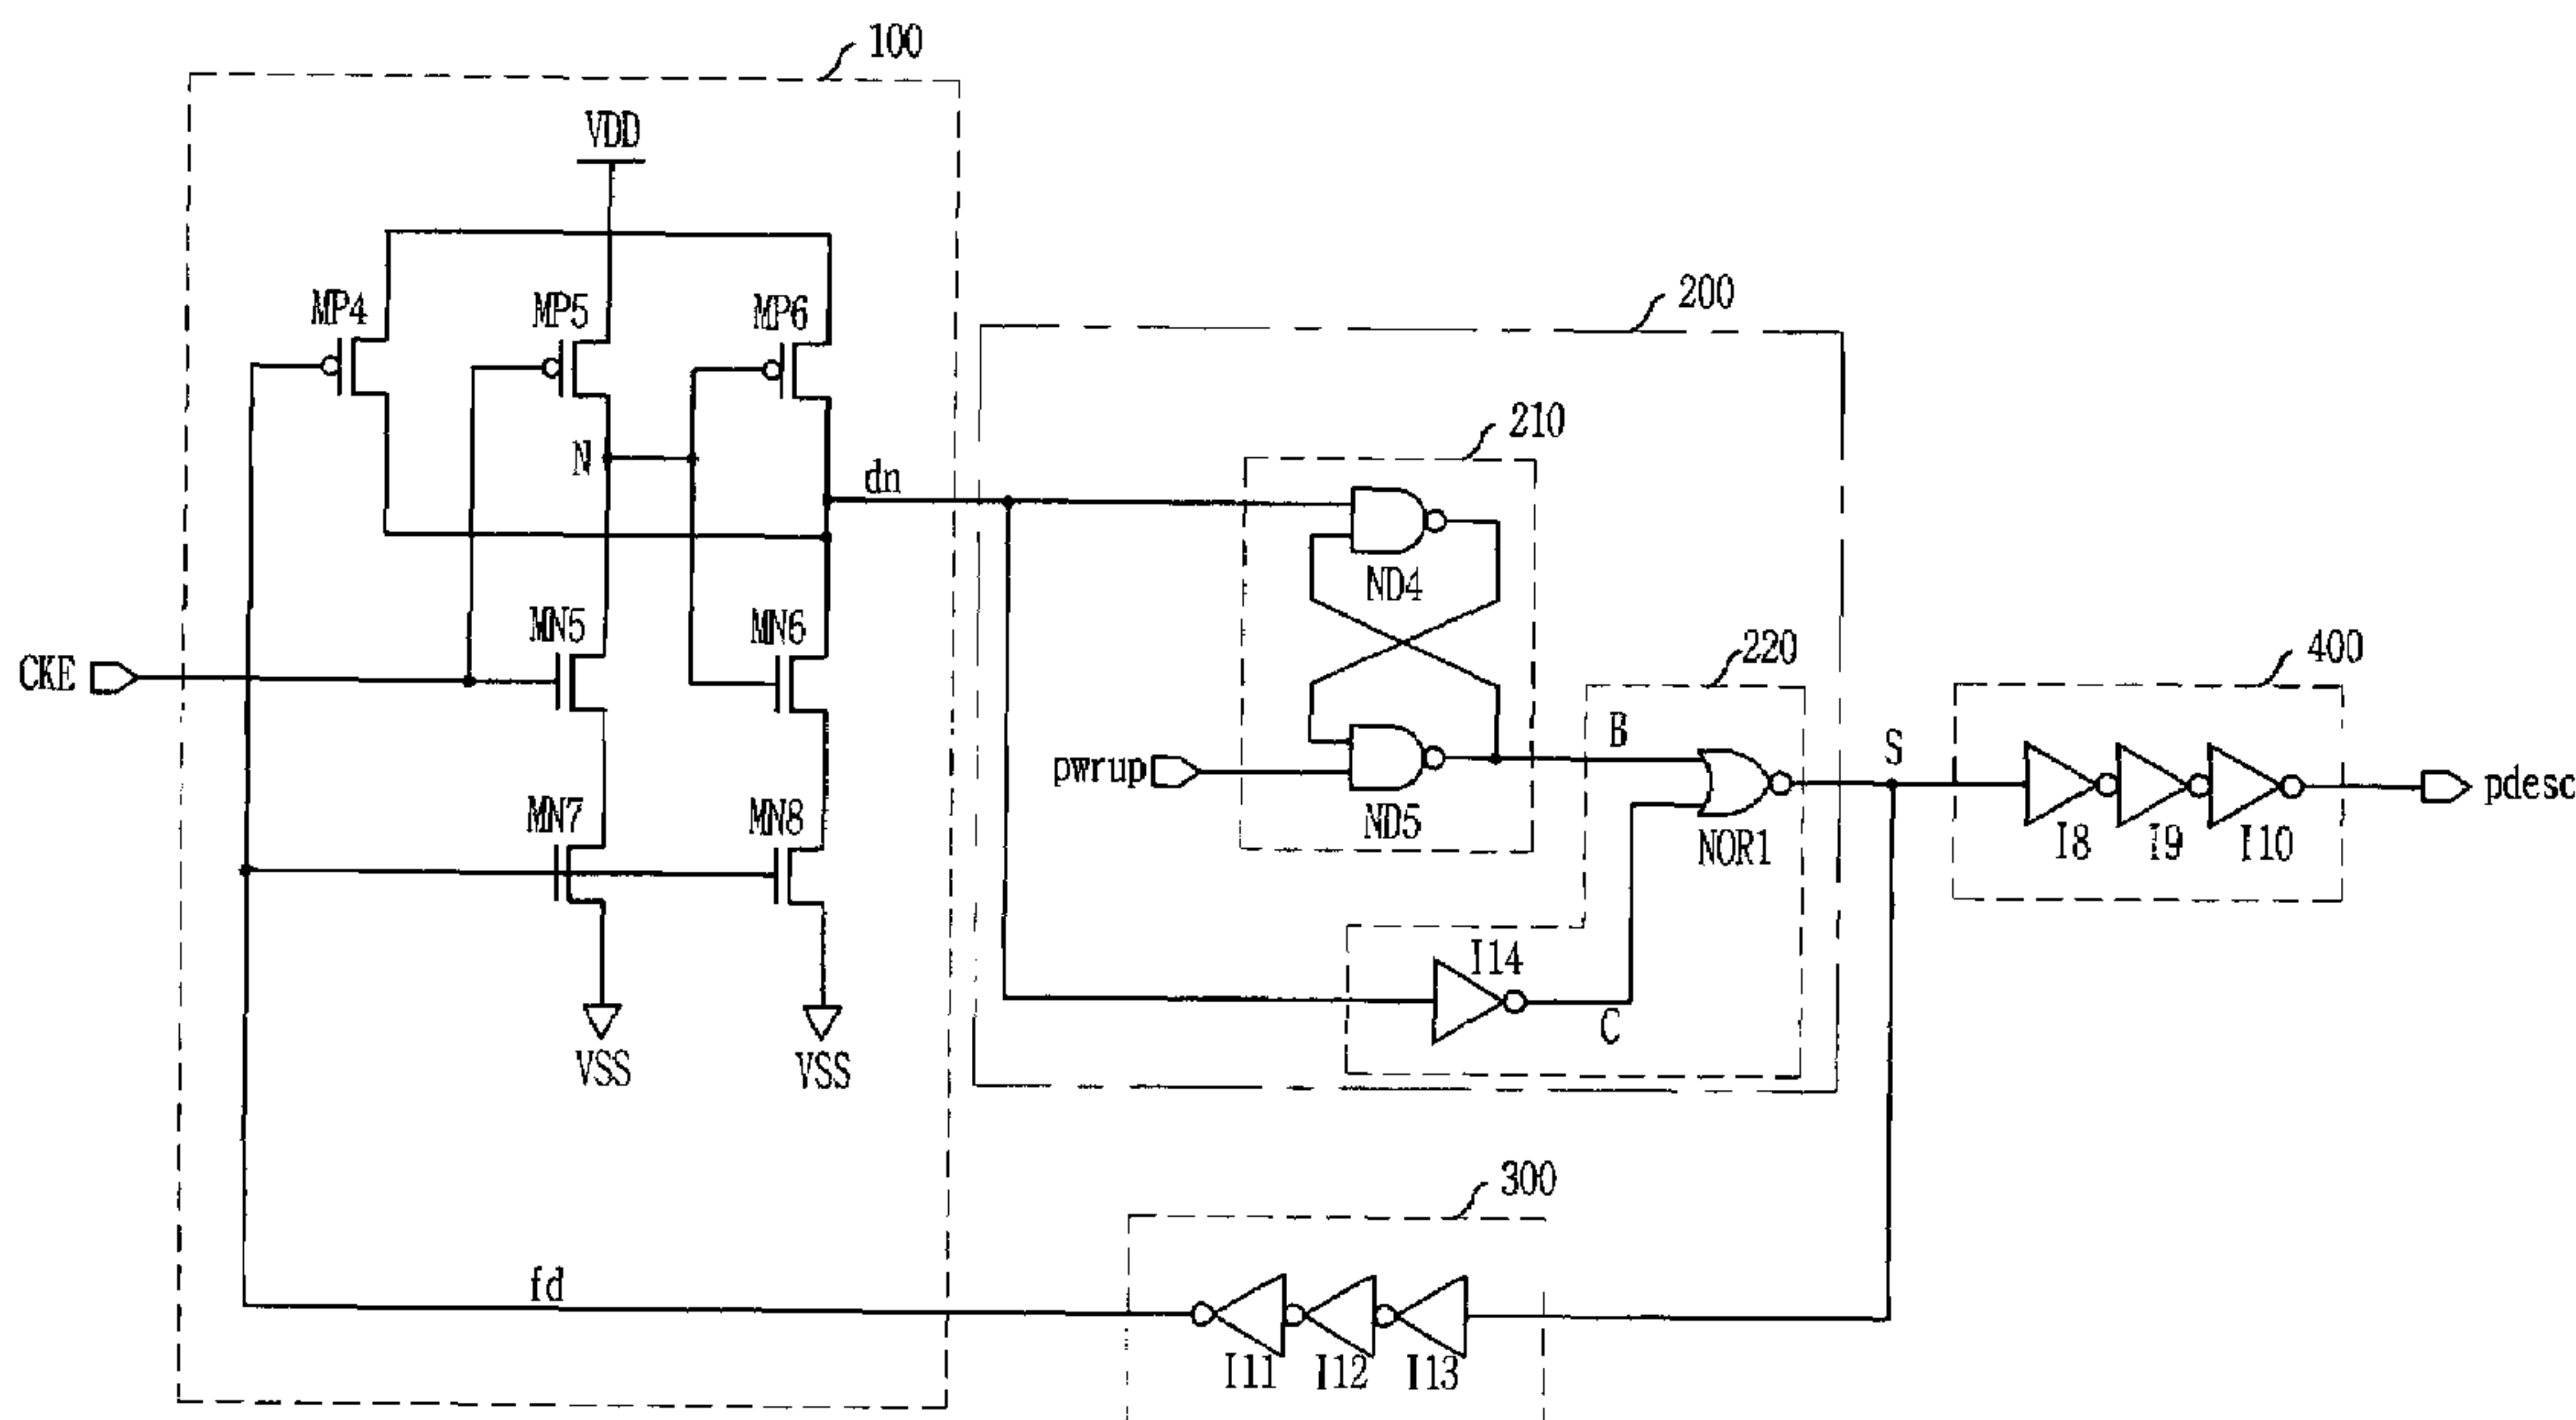 100
VDD
MP4
MP5
MP6
200
210
N
dn
ND4
MN5
MN6
CKE
220
400
B
S
pwrup
pdesc
MN7
MN8
ND5
NOR1
I8
I9
I10
I14
C
VSS
VSS
300
fd
I11
I12
I13